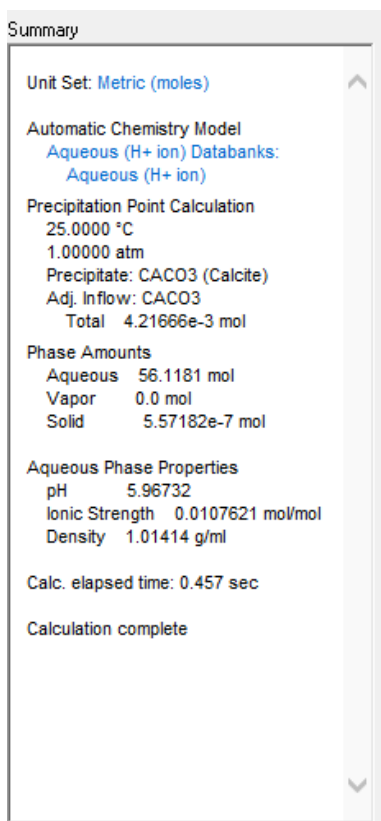 Summary
Unit Set: Metric (moles)
Automatic Chemistry Model
Aqueous (H+ ion) Databanks:
Aqueous (H+ ion)
Precipitation Point Calculation
25.0000 °C
1.00000 atm
Precipitate: CACO3 (Calcite)
Adj. Inflow: CACO3
Total 4.21666e-3 mol
Phase Amounts
Aqueous 56.1181 mol
Vapor 0.0 mol
Solid 5.57182e-7 mol
Aqueous Phase Properties
pH 5.96732
Ionic Strength 0.0107621 mol/mol
Density 1.01414 g/ml
Calc. elapsed time: 0.457 sec
Calculation complete